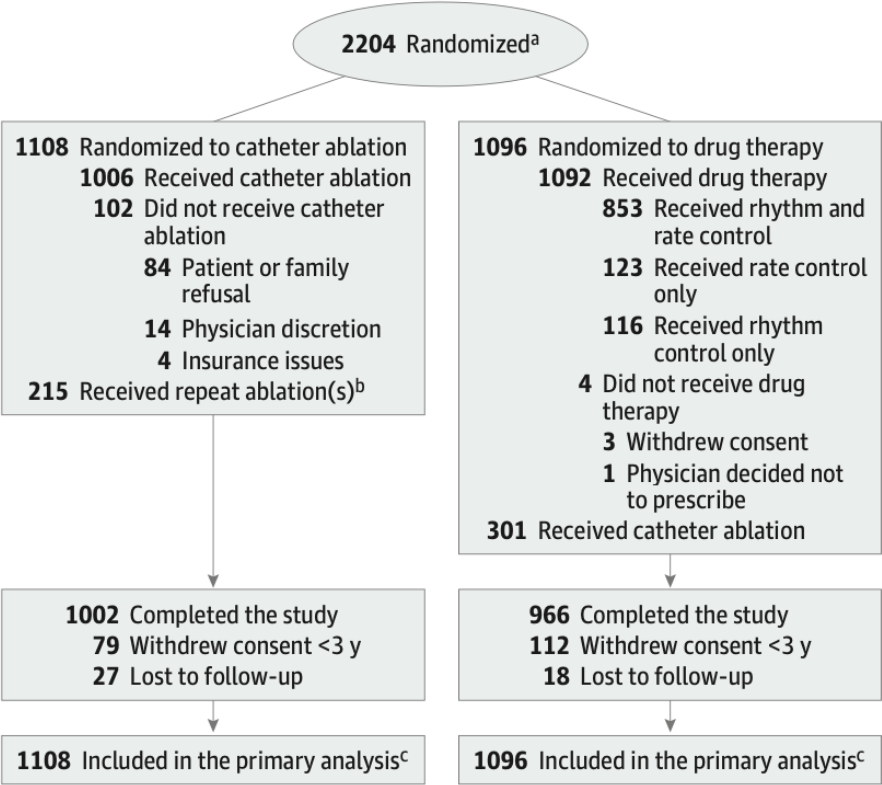 2204 Randomizedᵃ
1108 Randomized to catheter ablation
1006 Received catheter ablation
102 Did not receive catheter
ablation
84 Patient or family
refusal
14 Physician discretion
4 Insurance issues
215 Received repeat ablation(s)ᵇ
1096 Randomized to drug therapy
1092 Received drug therapy
853 Received rhythm and
rate control
123 Received rate control
only
116 Received rhythm
control only
4 Did not receive drug
therapy
3 Withdrew consent
1 Physician decided not
to prescribe
301 Received catheter ablation
1002 Completed the study
79 Withdrew consent <3 y
27 Lost to follow-up
966 Completed the study
112 Withdrew consent <3 y
18 Lost to follow-up
1108 Included in the primary analysisᶜ
1096 Included in the primary analysisᶜ